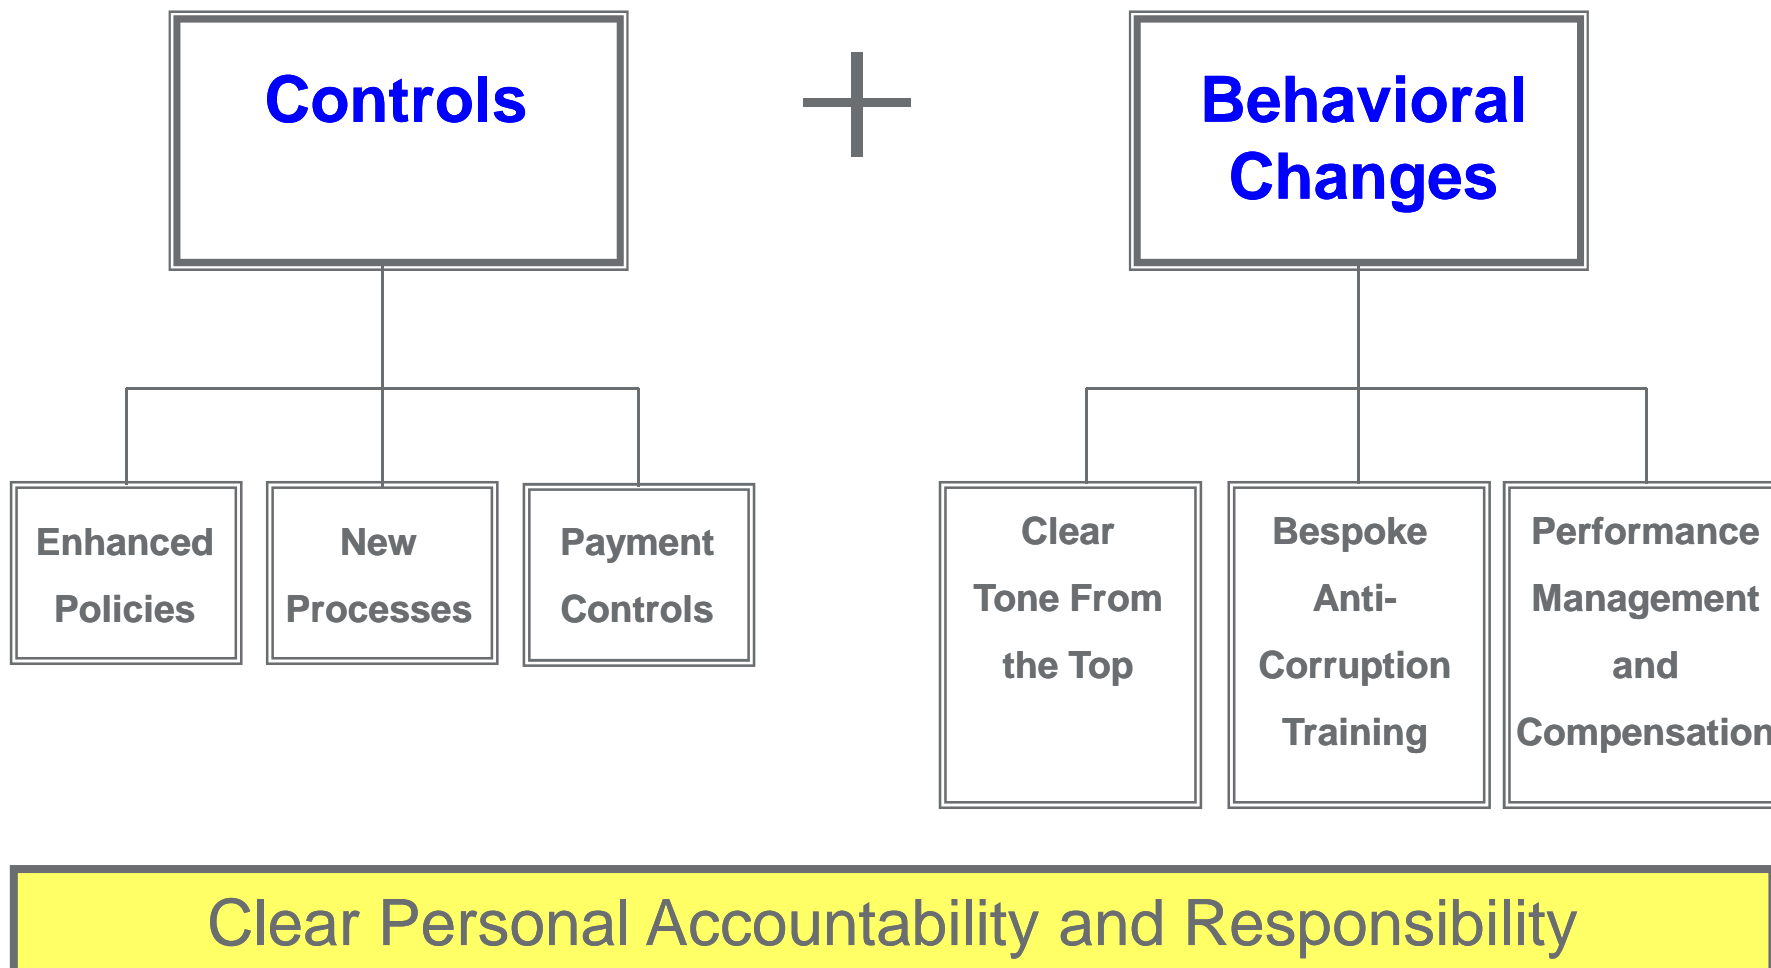 Controls
Behavioral
Changes
Enhanced
Policies
New
Processes
Payment
Controls
Clear
Tone From
the Top
Bespoke
Anti-
Corruption
Training
Performance
Management
and
Compensation
Clear Personal Accountability and Responsibility